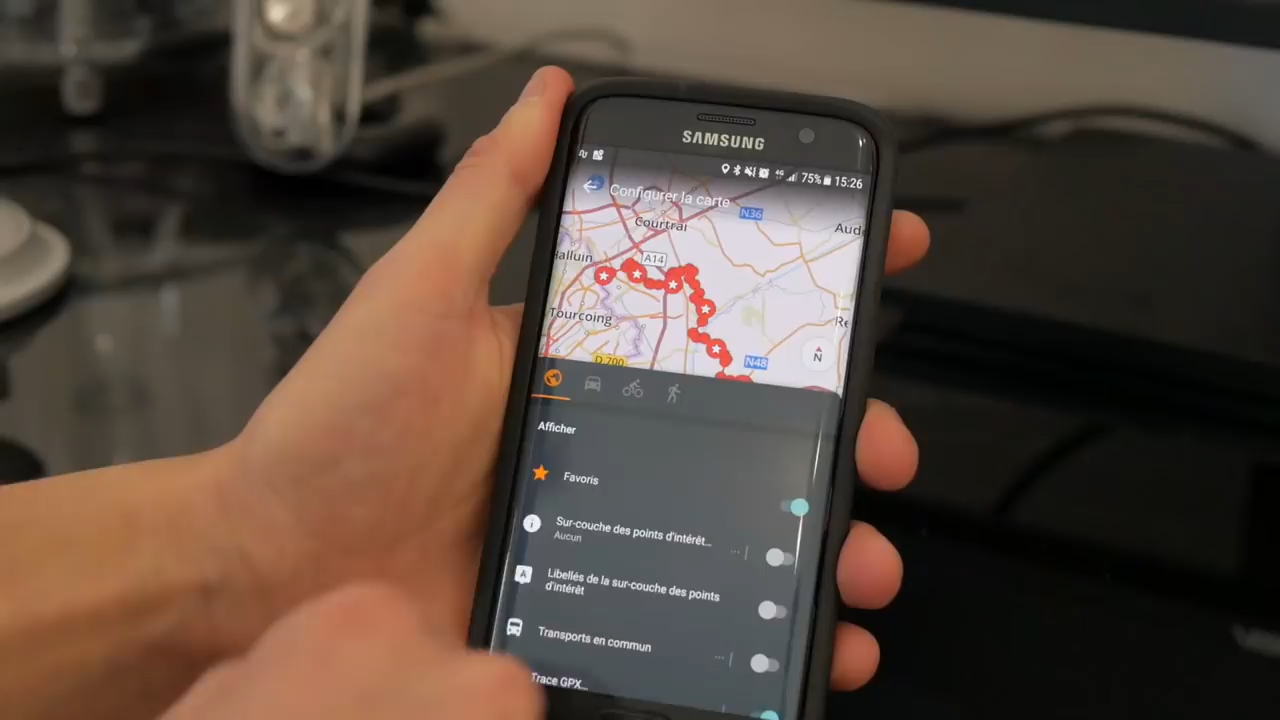 SAMSUNG
4G 75% 15:26
Configurer la carte
N36
Courtrai
Aud
Halluin
A14
Tourcoing
Re
N
D 700
N48
Afficher
Favoris
Sur-couche des points d'intérêt...
Aucun
Libellés de la sur-couche des points
d'intérêt
Transports en commun
Trace GPX...